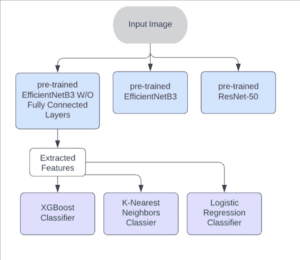 Input Image
pre-trained
EfficientNetB3 W/O
Fully Connected
Layers
pre-trained
EfficientNetB3
pre-trained
ResNet-50
Extracted
Features
XGBoost
Classifier
K-Nearest
Neighbors
Classier
Logistic
Regression
Classifier